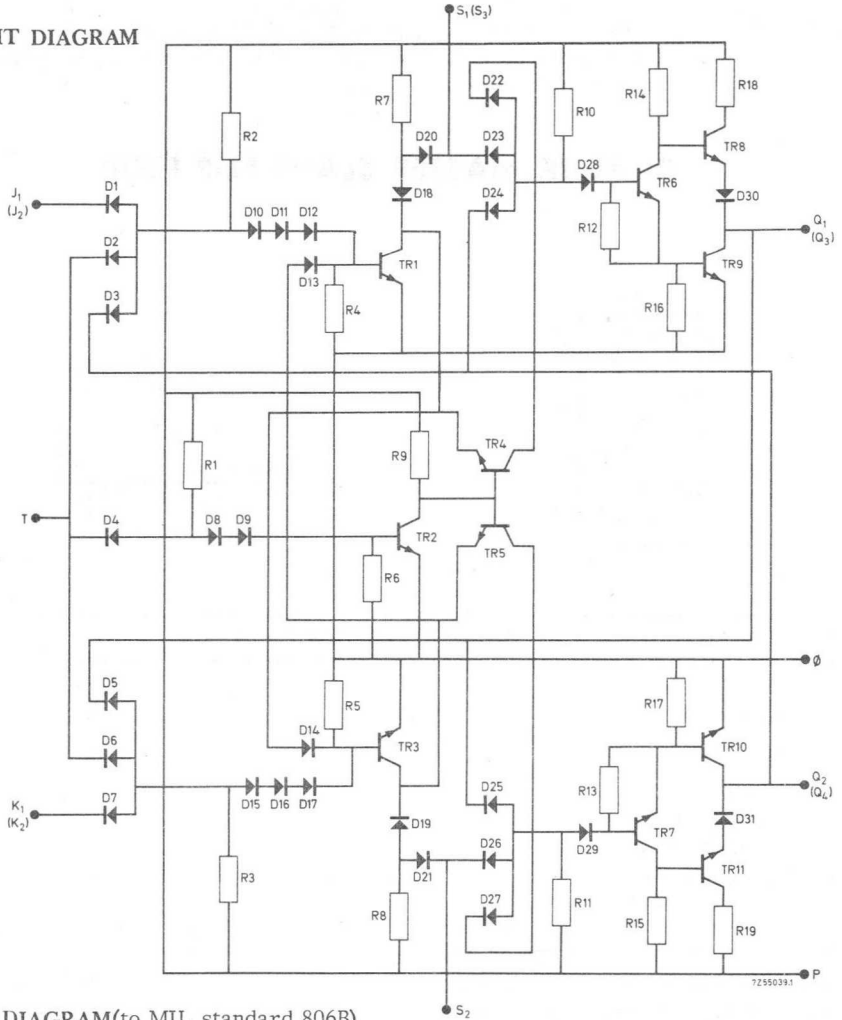 IT DIAGRAM
S1 (S3)
R7
D22
R10
R14
R18
R2
D20
D23
TR8
J1
(J2)
D1
D18
D24
D28
TR6
D30
D10 D11 D12
R12
Q1
(Q3)
D2
TR1
TR9
D13
D3
R4
R16
R1
R9
TR4
T
D4
D8 D9
TR2
TR5
R6
Ø
D5
R5
R17
D14
TR3
TR10
D6
D25
Q2
(Q4)
K1
(K2)
D7
D15 D16 D17
D19
R13
D31
TR7
D26
D29
D21
R3
TR11
R8
D27
R11
R15
R19
P
7Z55039.1
DIAGRAM(to MIL standard 806B)
S2